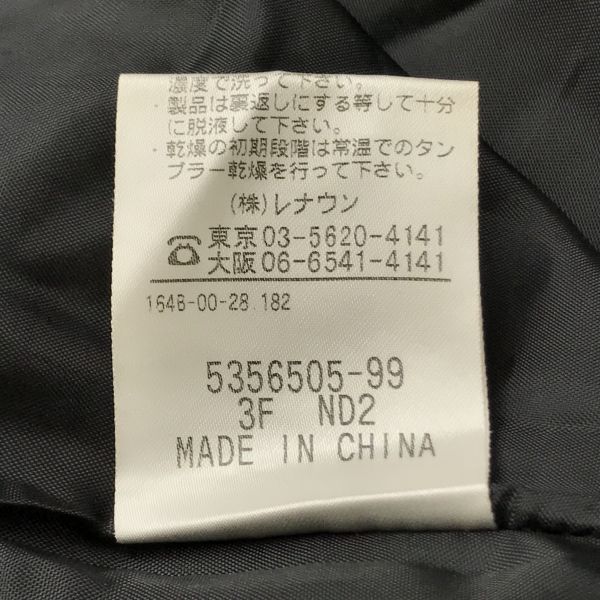 濃度で洗って下さい。
・製品は裏返しにする等して十分
に脱液して下さい。
・乾燥の初期段階は常温でのタン
ブラー乾燥を行って下さい。
(株)レナウン
☎東京03-5620-4141
大阪06-6541-4141
164B-00-28 182
5356505-99
3F ND2
MADE IN CHINA